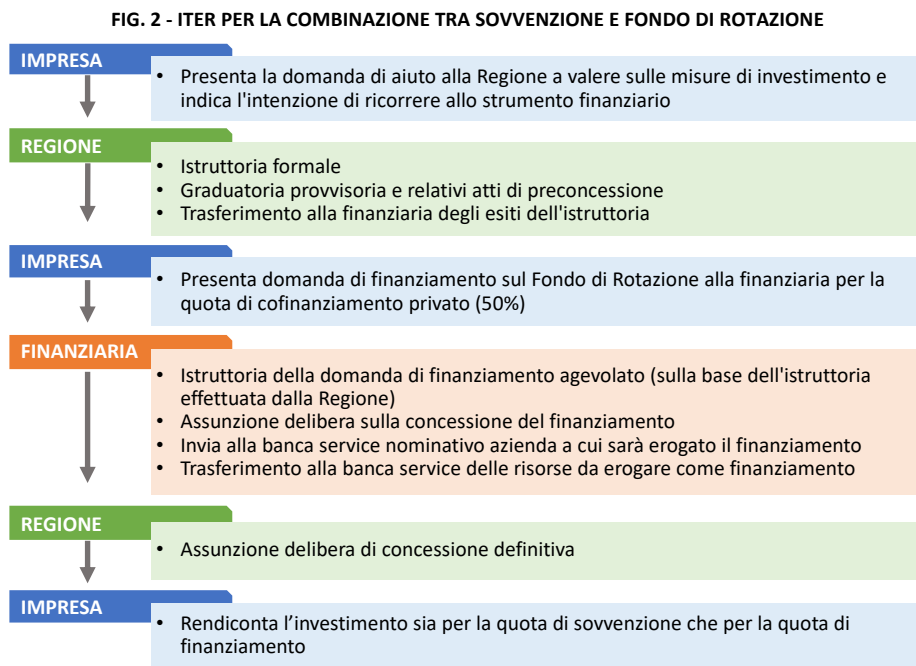 FIG. 2 - ITER PER LA COMBINAZIONE TRA SOVVENZIONE E FONDO DI ROTAZIONE
IMPRESA
• Presenta la domanda di aiuto alla Regione a valere sulle misure di investimento e
indica l'intenzione di ricorrere allo strumento finanziario
REGIONE
• Istruttoria formale
• Graduatoria provvisoria e relativi atti di preconcessione
• Trasferimento alla finanziaria degli esiti dell'istruttoria
IMPRESA
• Presenta domanda di finanziamento sul Fondo di Rotazione alla finanziaria per la
quota di cofinanziamento privato (50%)
FINANZIARIA
• Istruttoria della domanda di finanziamento agevolato (sulla base dell'istruttoria
effettuata dalla Regione)
• Assunzione delibera sulla concessione del finanziamento
• Invia alla banca service nominativo azienda a cui sarà erogato il finanziamento
• Trasferimento alla banca service delle risorse da erogare come finanziamento
REGIONE
• Assunzione delibera di concessione definitiva
IMPRESA
• Rendiconta l’investimento sia per la quota di sovvenzione che per la quota di
finanziamento